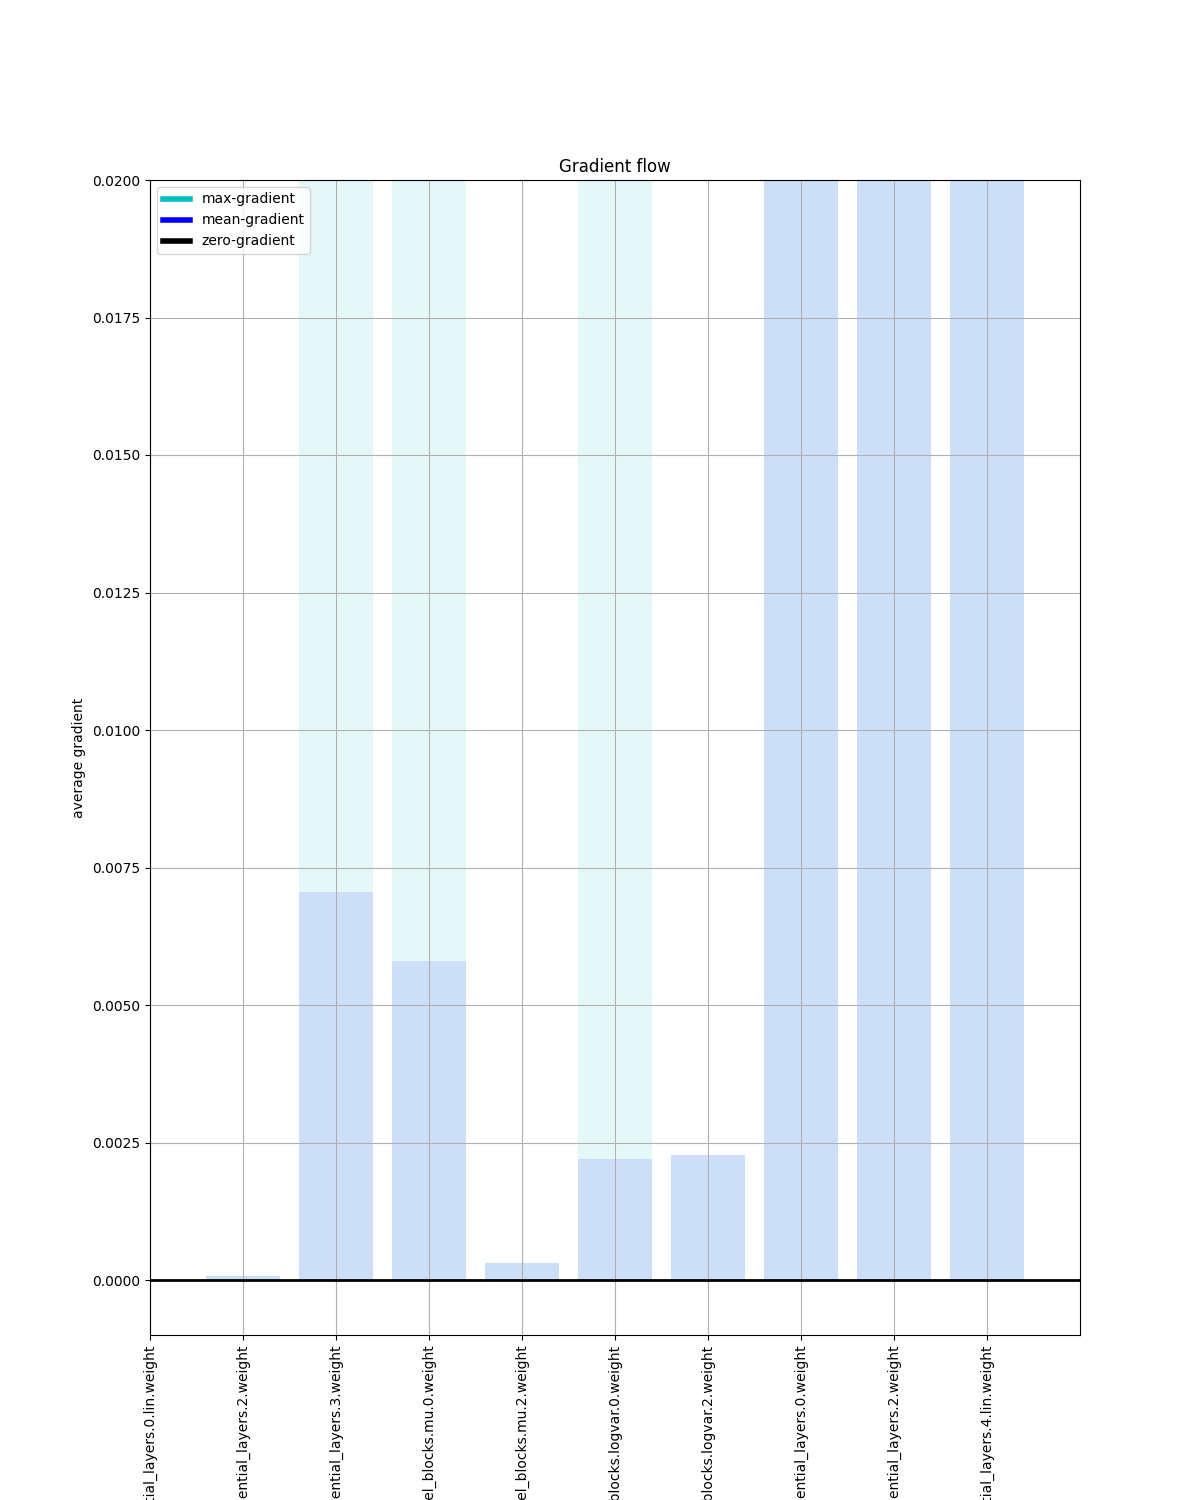 Gradient flow
max-gradient
mean-gradient
zero-gradient
0.0200
0.0175
0.0150
0.0125
0.0100
0.0075
0.0050
0.0025
0.0000
average gradient
tial_layers.0.lin.weight
ential_layers.2.weight
ential_layers.3.weight
el_blocks.mu.0.weight
el_blocks.mu.2.weight
blocks.logvar.0.weight
blocks.logvar.2.weight
ential_layers.0.weight
ential_layers.2.weight
tial_layers.4.lin.weight